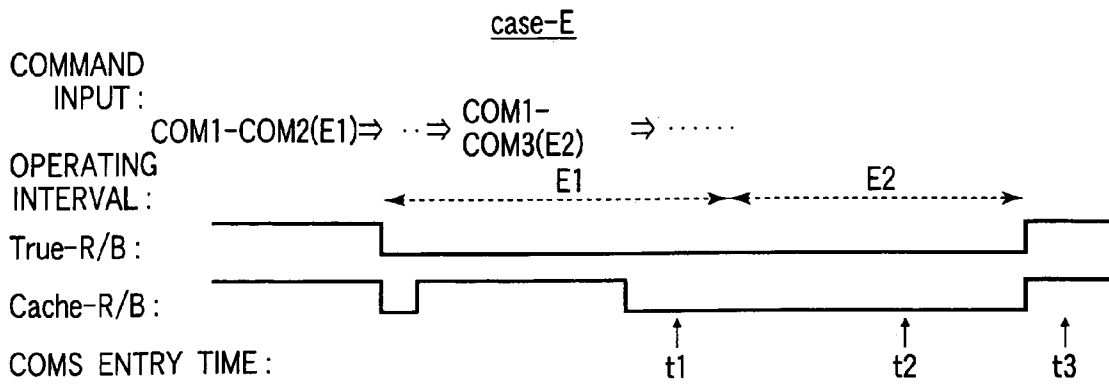 case-E
COMMAND
INPUT :
COM1-COM2(E1)⇒ ··⇒ COM1-
COM3(E2) ⇒ ······
OPERATING
INTERVAL :
E1 E2
True-R/B :
Cache-R/B :
COMS ENTRY TIME : t1 t2 t3